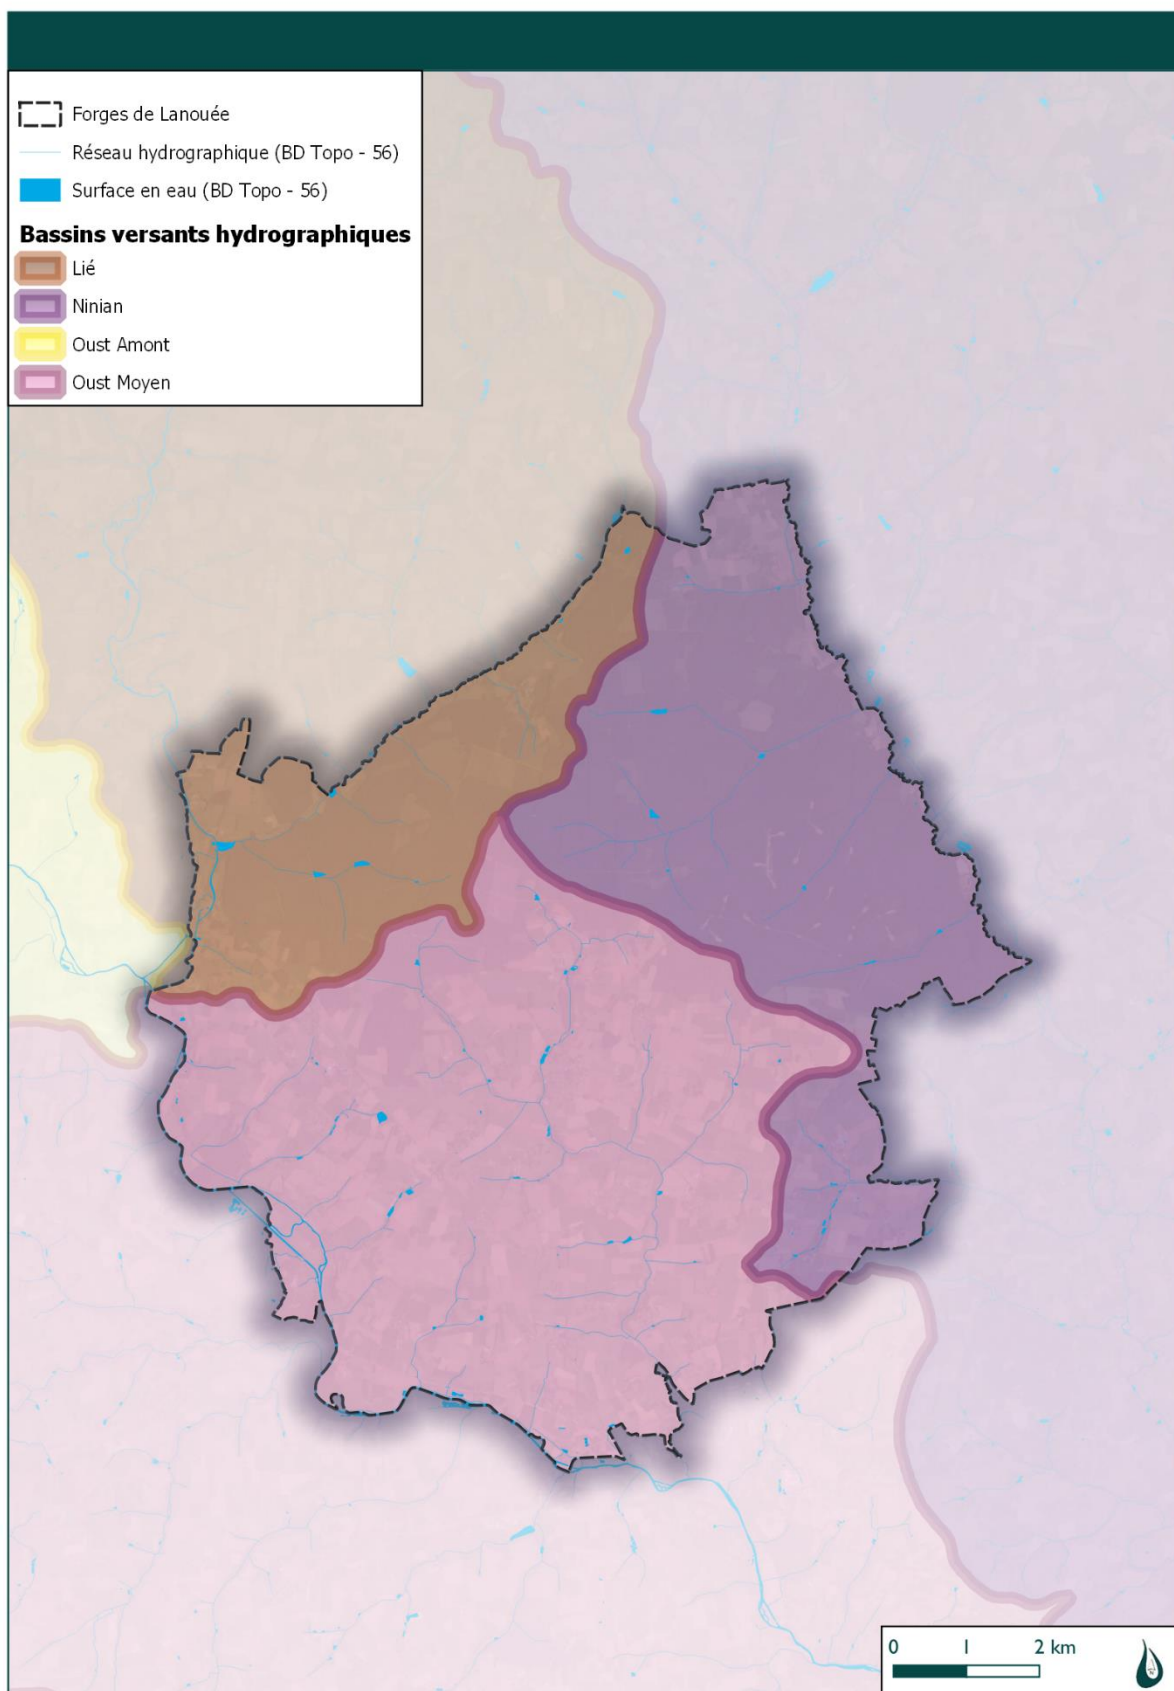 Forges de Lanouée
Réseau hydrographique (BD Topo - 56)
Surface en eau (BD Topo - 56)
Bassins versants hydrographiques
Lié
Ninian
Oust Amont
Oust Moyen
0 1 2 km